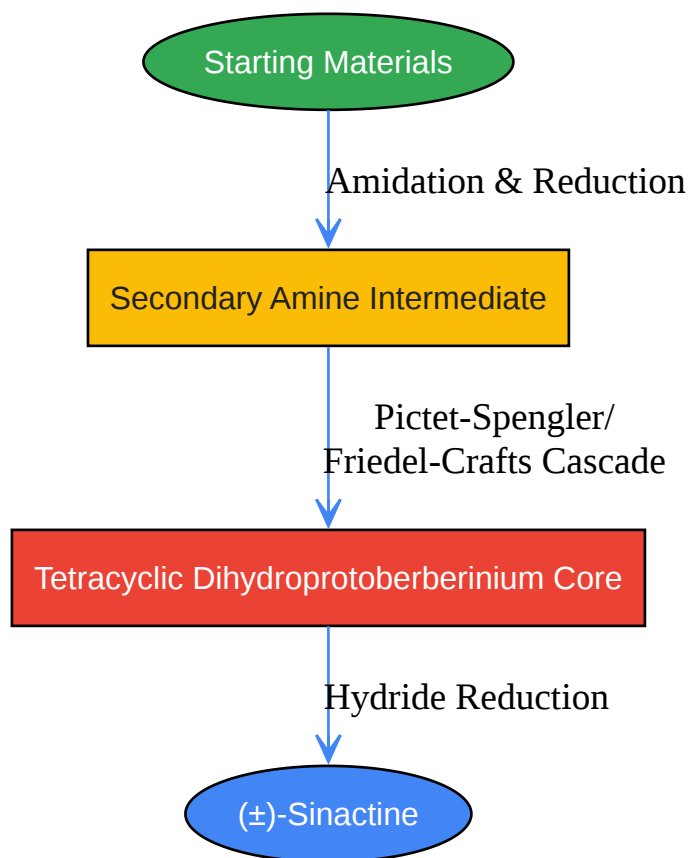 Starting Materials
Amidation & Reduction
Secondary Amine Intermediate
Pictet-Spengler/
Friedel-Crafts Cascade
Tetracyclic Dihydroprotoberberinium Core
Hydride Reduction
(±)-Sinactine